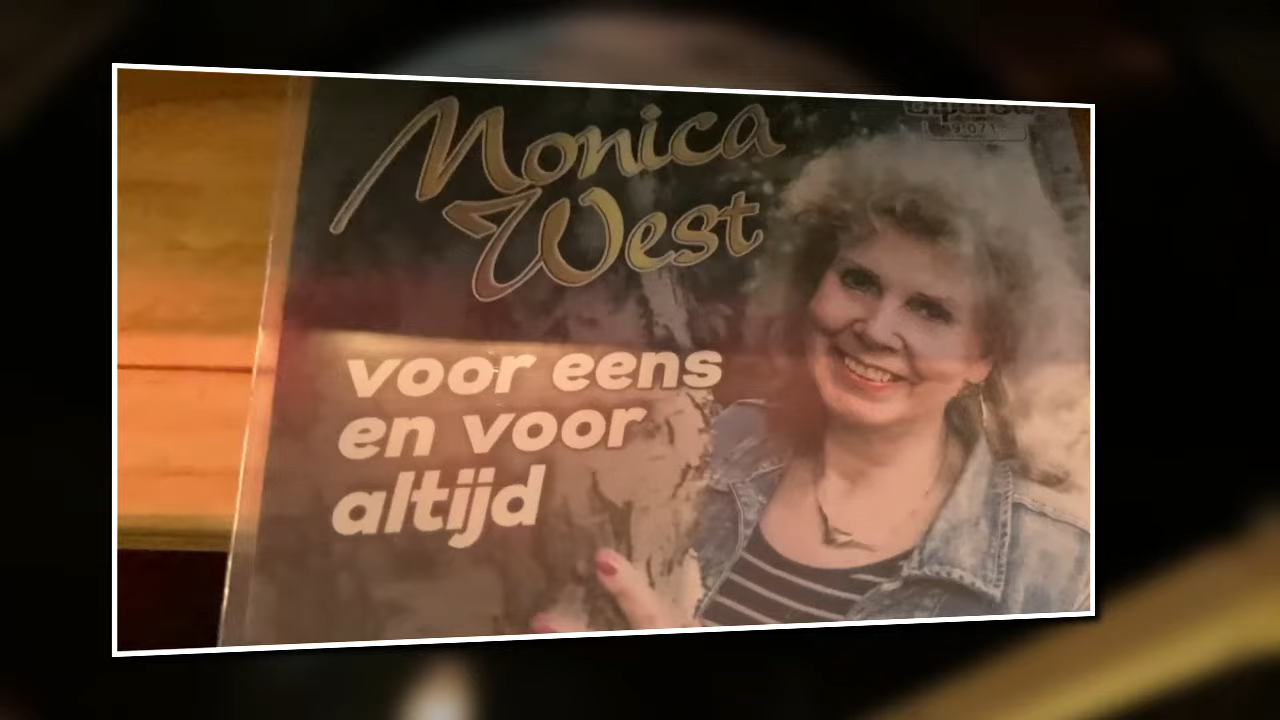 Monica
West
voor eens
en voor
altijd